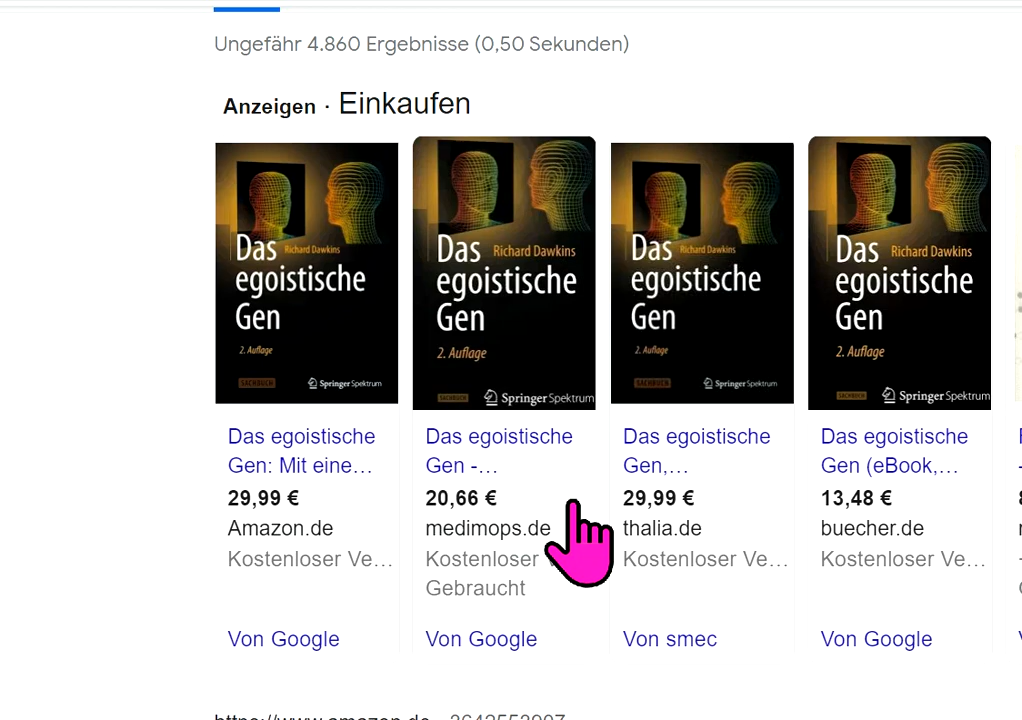 Ungefähr 4.860 Ergebnisse (0,50 Sekunden)
Anzeigen · Einkaufen
Das Richard Dawkins
egoistische
Gen
2. Auflage
SACHBUCH Springer Spektrum
Das egoistische
Gen: Mit eine...
29,99 €
Amazon.de
Kostenloser Ve...
Von Google
Das Richard Dawkins
egoistische
Gen
2. Auflage
SACHBUCH Springer Spektrum
Das egoistische
Gen -...
20,66 €
medimops.de
Kostenloser
Gebraucht
Von Google
Das Richard Dawkins
egoistische
Gen
2. Auflage
SACHBUCH Springer Spektrum
Das egoistische
Gen,...
29,99 €
thalia.de
Kostenloser Ve...
Von smec
Das Richard Dawkins
egoistische
Gen
2. Auflage
SACHBUCH Springer Spektrum
Das egoistische
Gen (eBook,...
13,48 €
buecher.de
Kostenloser Ve...
Von Google